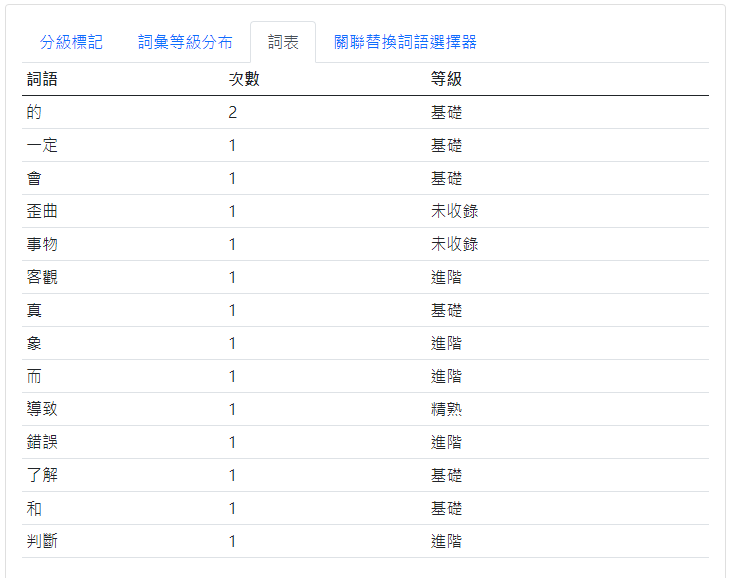 分級標記 詞彙等級分布 詞表 關聯替換詞語選擇器
詞語 次數 等級
的 2 基礎
一定 1 基礎
會 1 基礎
歪曲 1 未收錄
事物 1 未收錄
客觀 1 進階
真 1 基礎
象 1 進階
而 1 進階
導致 1 精熟
錯誤 1 進階
了解 1 基礎
和 1 基礎
判斷 1 進階